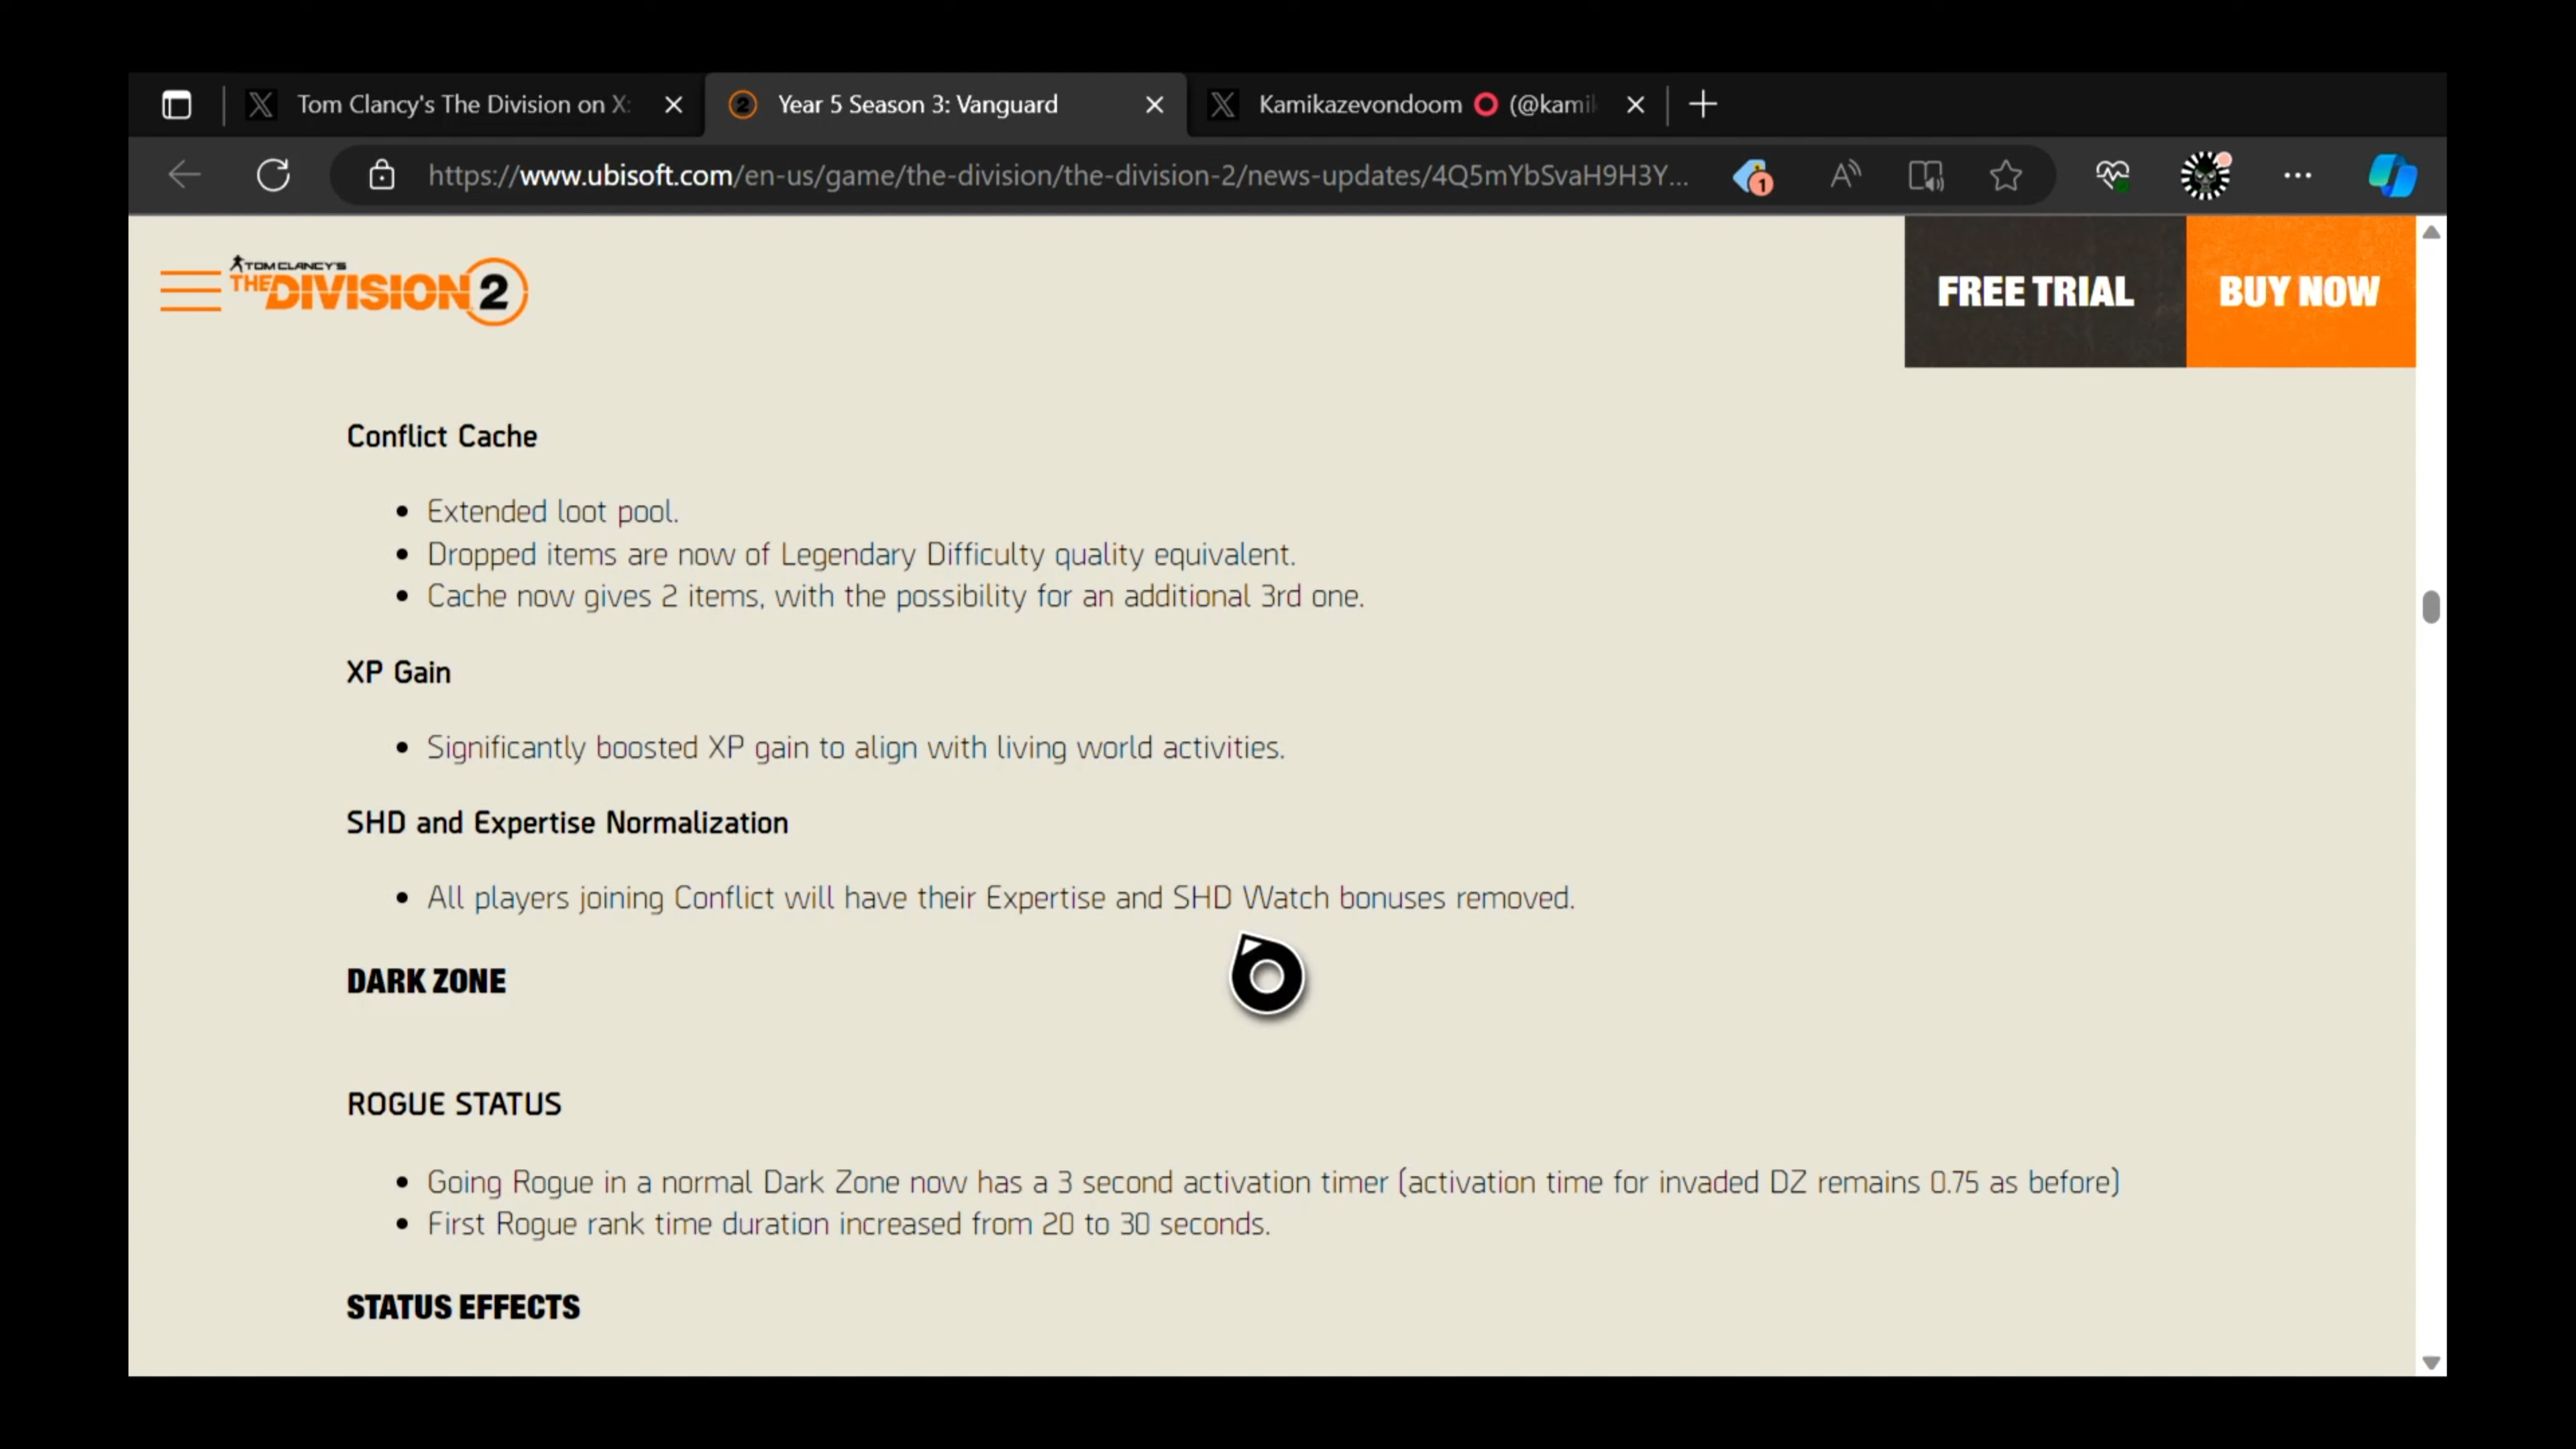 Tom Clancy's The Division on X:
Year 5 Season 3: Vanguard
Kamikazevondoom (@kami
https://www.ubisoft.com/en-us/game/the-division/the-division-2/news-updates/4Q5mYbSvaH9H3Y...
1
TOM CLANCY'S
THE DIVISION 2
FREE TRIAL
BUY NOW
Conflict Cache
• Extended loot pool.
• Dropped items are now of Legendary Difficulty quality equivalent.
• Cache now gives 2 items, with the possibility for an additional 3rd one.
XP Gain
• Significantly boosted XP gain to align with living world activities.
SHD and Expertise Normalization
• All players joining Conflict will have their Expertise and SHD Watch bonuses removed.
DARK ZONE
ROGUE STATUS
• Going Rogue in a normal Dark Zone now has a 3 second activation timer (activation time for invaded DZ remains 0.75 as before)
• First Rogue rank time duration increased from 20 to 30 seconds.
STATUS EFFECTS